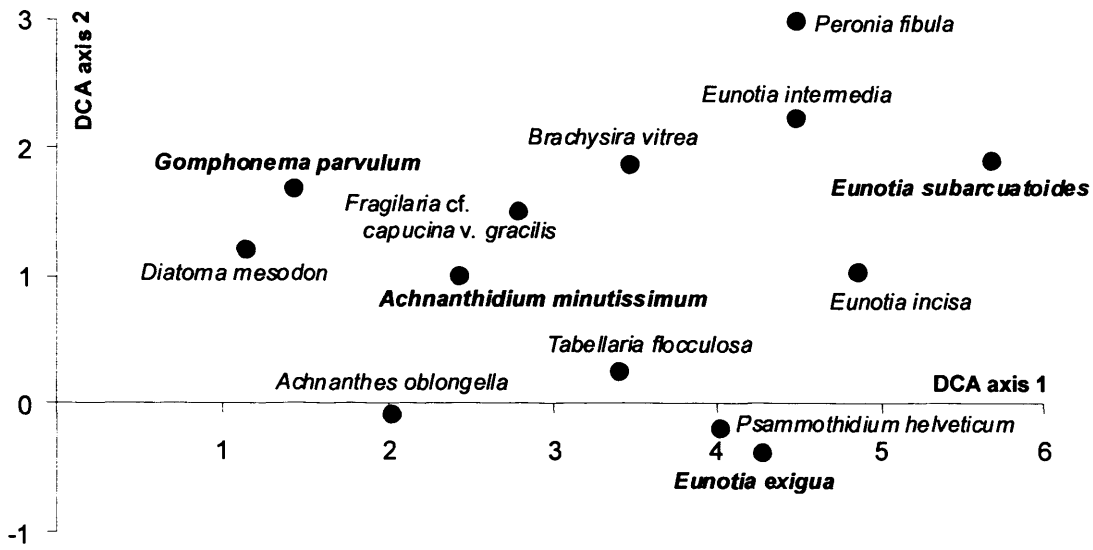 3
DCA axis 2
Peronia fibula
Eunotia intermedia
2
Brachysira vitrea
Gomphonema parvulum
Eunotia subarcuatoides
Fragilaria cf.
capucina v. gracilis
Diatoma mesodon
1
Achnanthidium minutissimum
Eunotia incisa
Tabellaria flocculosa
Achnanthes oblongella
DCA axis 1
0
Psammothidium helveticum
1 2 3 4 5 6
Eunotia exigua
-1